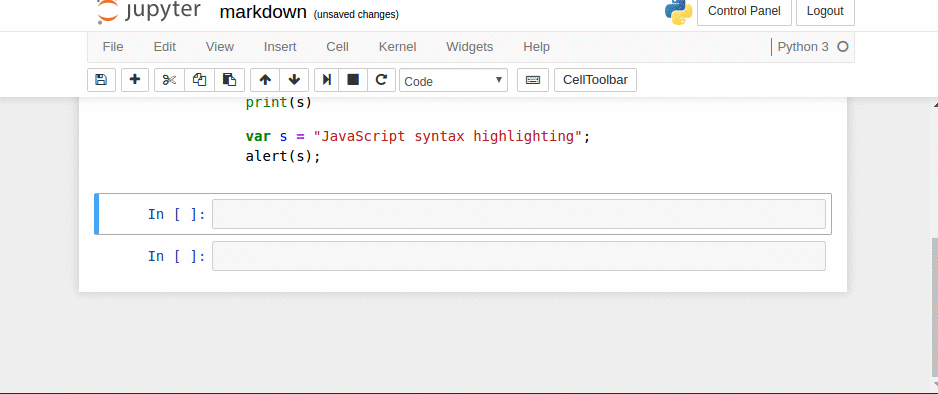 jupyter markdown (unsaved changes) Control Panel Logout
File Edit View Insert Cell Kernel Widgets Help Python 3
Code CellToolbar
print(s)
var s = "JavaScript syntax highlighting";
alert(s);
In [ ]:
In [ ]: